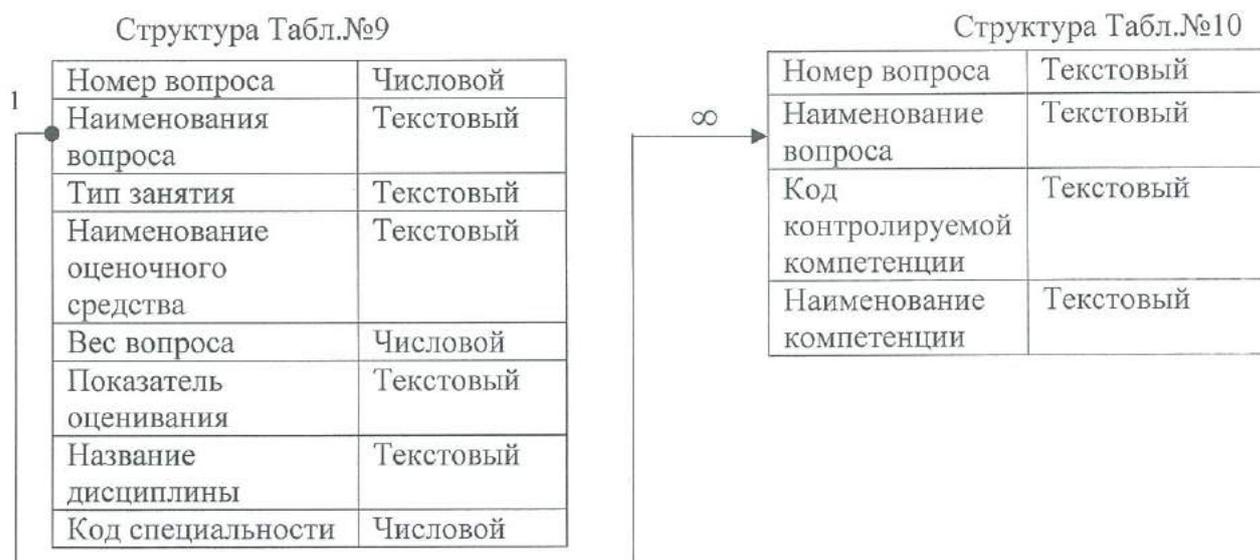 Структура Табл.№9
1
Номер вопроса Числовой
Наименования Текстовый
вопроса
Тип занятия Текстовый
Наименование Текстовый
оценочного
средства
Вес вопроса Числовой
Показатель Текстовый
оценивания
Название Текстовый
дисциплины
Код специальности Числовой
Структура Табл.№10
∞
Номер вопроса Текстовый
Наименование Текстовый
вопроса
Код Текстовый
контролируемой
компетенции
Наименование Текстовый
компетенции